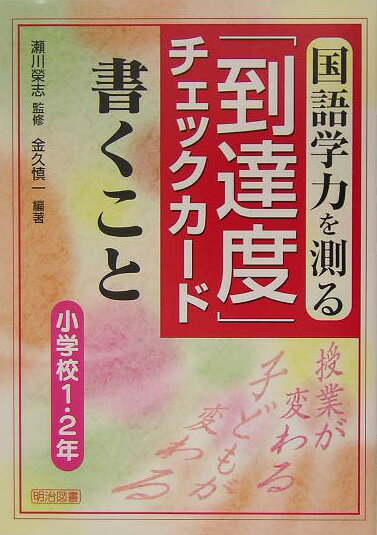 国語学力を測る
「到達度」
チェックカード
書くこと
瀬川榮志 監修 金久慎一 編著
小学校1・2年
授業が
変わる
子どもが
変わる
明治図書